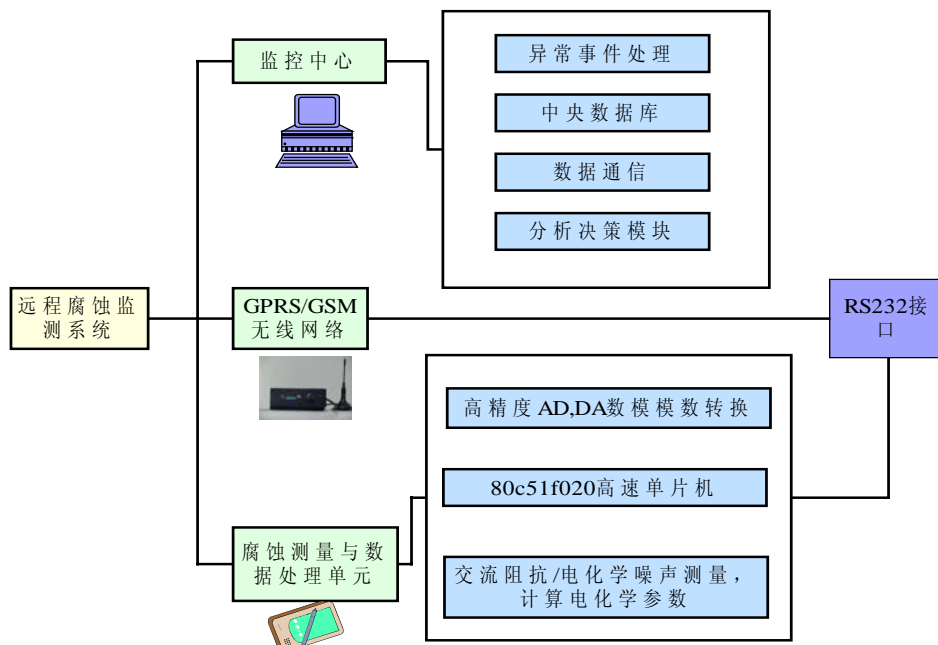 监控中心
异常事件处理
中央数据库
数据通信
分析决策模块
远程腐蚀监
测系统
GPRS/GSM
无线网络
RS232接
口
高精度AD,DA数模模数转换
80c51f020高速单片机
腐蚀测量与数
据处理单元
交流阻抗/电化学噪声测量，
计算电化学参数